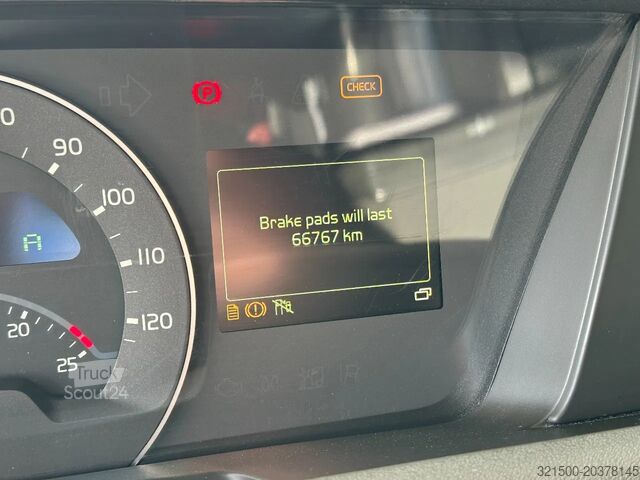 P
CHECK
90
100
110
120
A
20
25
Brake pads will last
66767 km
Truck
Scout24
321500-20378145